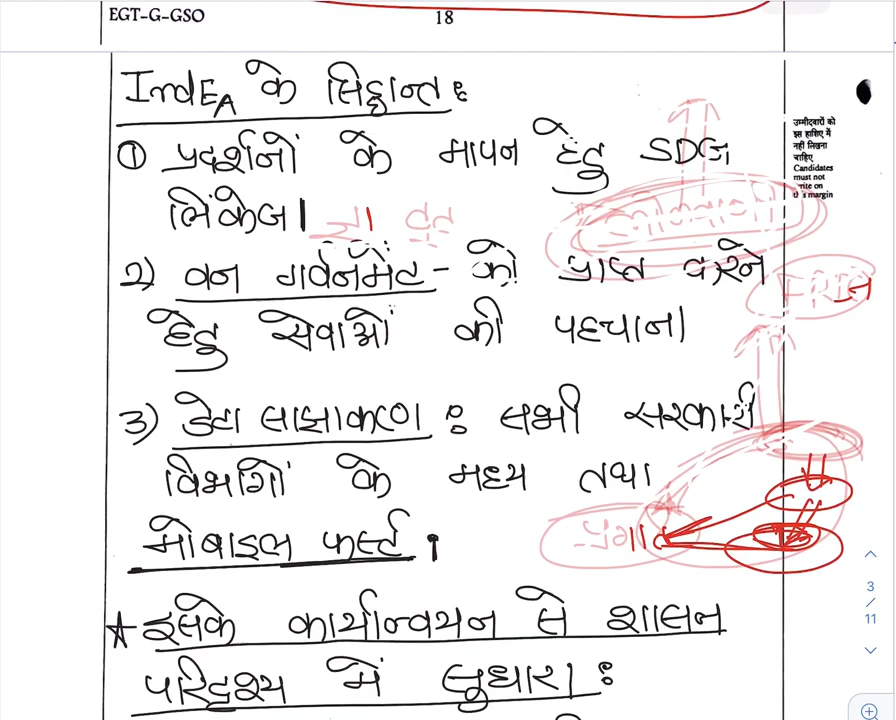 EGT-G-GSO 18
IndEA के सिद्धान्तः
① प्रदर्शनों के मापन हेतु SDG
लिंकेज।
2) वन गर्वनमेंट - को प्राप्त करने
हेतु सेवाओं की पहचान।
3) डेटा साझाकरण : सभी सरकारी
विभागों के मध्य तथा
मोबाइल फर्स्ट।
★ इसके कार्यान्वयन से शासन
परिदृश्य में सुधार। :
उम्मीदवारों को
इस हाशिए में
नहीं लिखना
चाहिए
Candidates
must not
write on
this margin
3
/
11